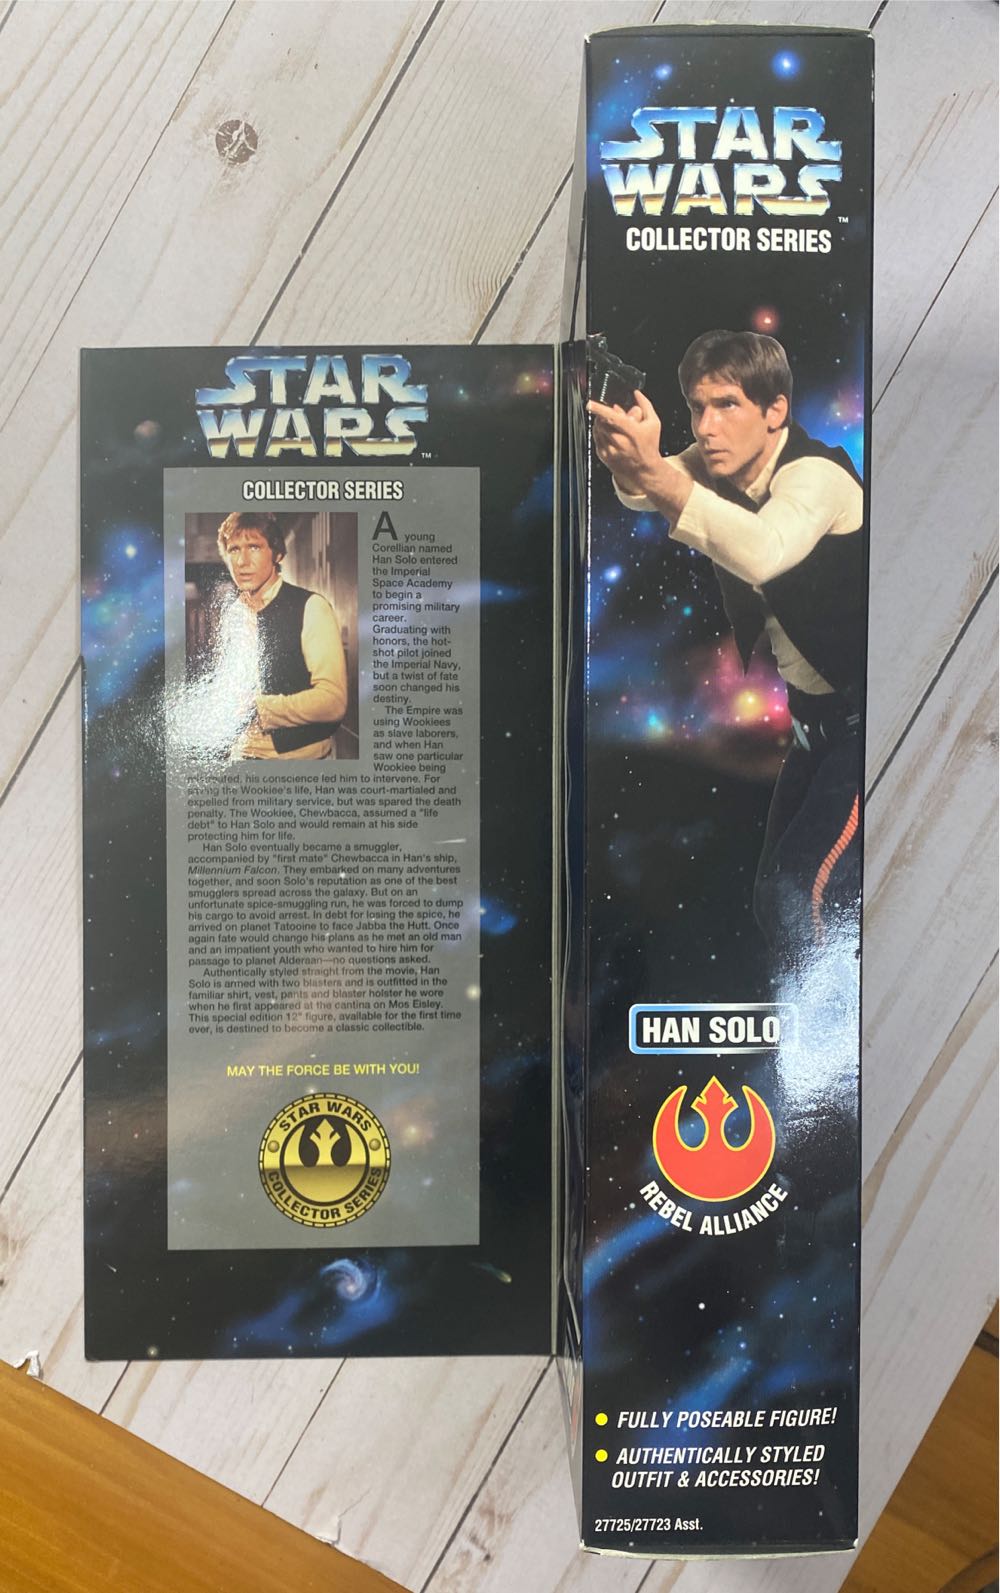 STAR
WARS
TM
COLLECTOR SERIES
A young
Corellian named
Han Solo entered
the Imperial
Space Academy
to begin a
promising military
career.
Graduating with
honors, the hot-
shot pilot joined
the Imperial Navy,
but a twist of fate
soon changed his
destiny.
The Empire was
using Wookiees
as slave laborers,
and when Han
saw one particular
Wookiee being
his conscience led him to intervene. For
saving the Wookiee's life, Han was court-martialed and
expelled from military service, but was spared the death
penalty. The Wookiee, Chewbacca, assumed a "life
debt" to Han Solo and would remain at his side
protecting him for life.
Han Solo eventually became a smuggler,
accompanied by "first mate" Chewbacca in Han's ship,
Millennium Falcon. They embarked on many adventures
together, and soon Solo's reputation as one of the best
smugglers spread across the galaxy. But on an
unfortunate spice-smuggling run, he was forced to dump
his cargo to avoid arrest. In debt for losing the spice, he
arrived on planet Tatooine to face Jabba the Hutt. Once
again fate would change his plans as he met an old man
and an impatient youth who wanted to hire him for
passage to planet Alderaan—no questions asked.
Authentically styled straight from the movie, Han
Solo is armed with two blasters and is outfitted in the
familiar shirt, vest, pants and blaster holster he wore
when he first appeared at the cantina on Mos Eisley.
This special edition 12" figure, available for the first time
ever, is destined to become a classic collectible.
MAY THE FORCE BE WITH YOU!
STAR WARS
COLLECTOR SERIES
STAR
WARS
TM
COLLECTOR SERIES
HAN SOLO
REBEL ALLIANCE
FULLY POSEABLE FIGURE!
AUTHENTICALLY STYLED
OUTFIT & ACCESSORIES!
27725/27723 Asst.